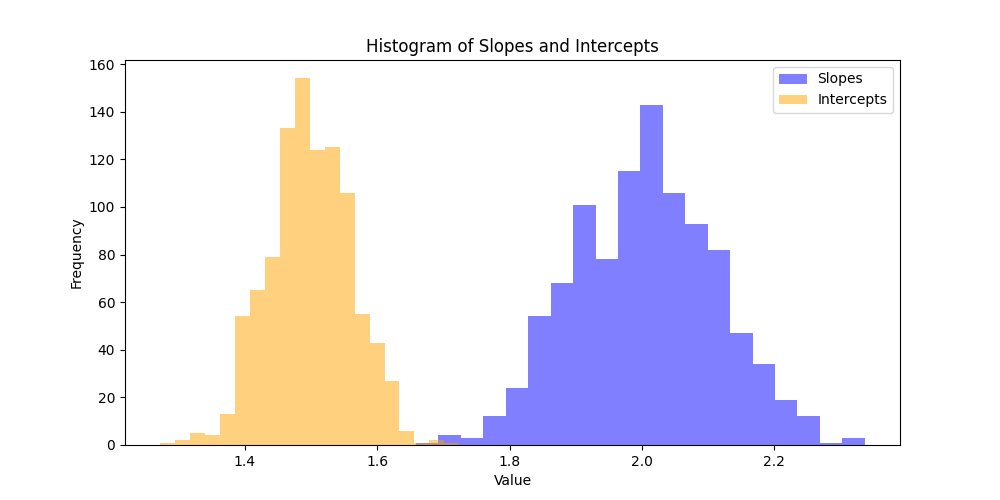 Histogram of Slopes and Intercepts
Slopes
Intercepts
Frequency
160
140
120
100
80
60
40
20
0
1.4
1.6
1.8
2.0
2.2
Value